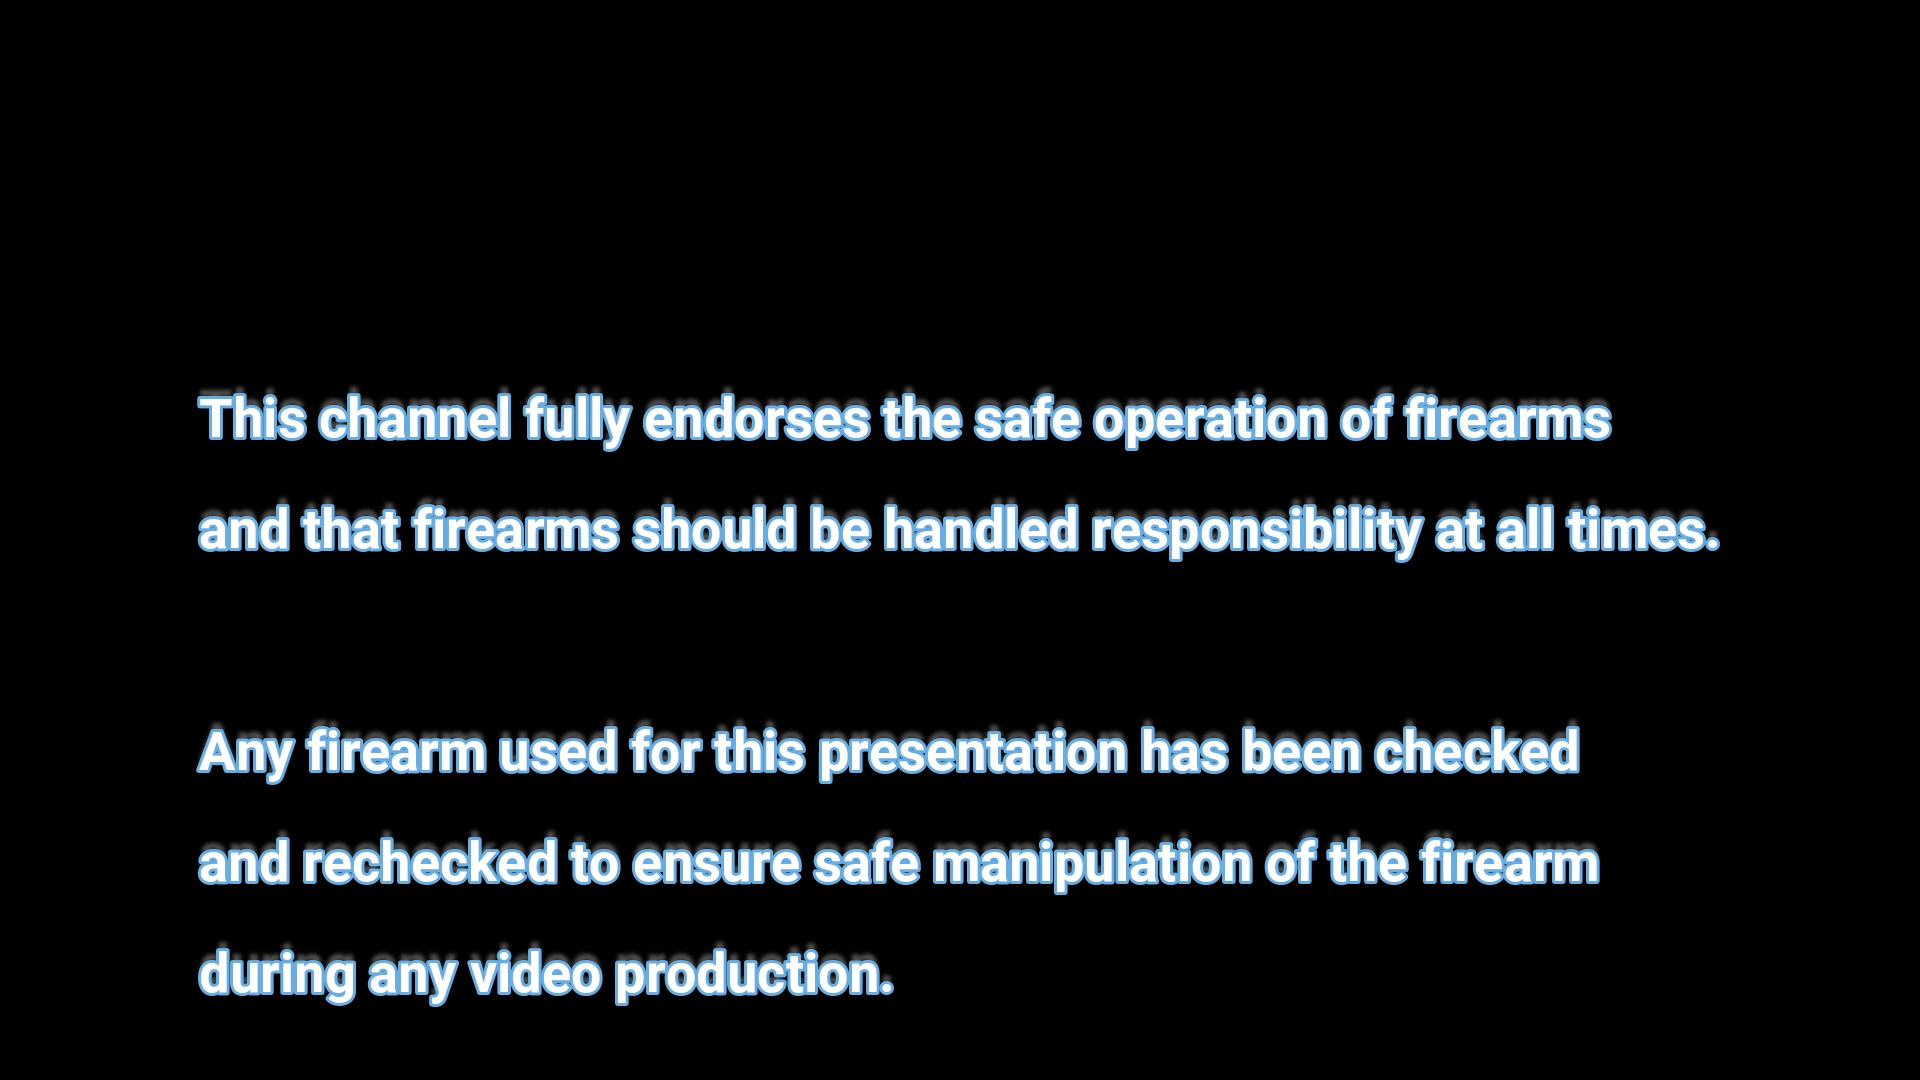 This channel fully endorses the safe operation of firearms
and that firearms should be handled responsibility at all times.
Any firearm used for this presentation has been checked
and rechecked to ensure safe manipulation of the firearm
during any video production.